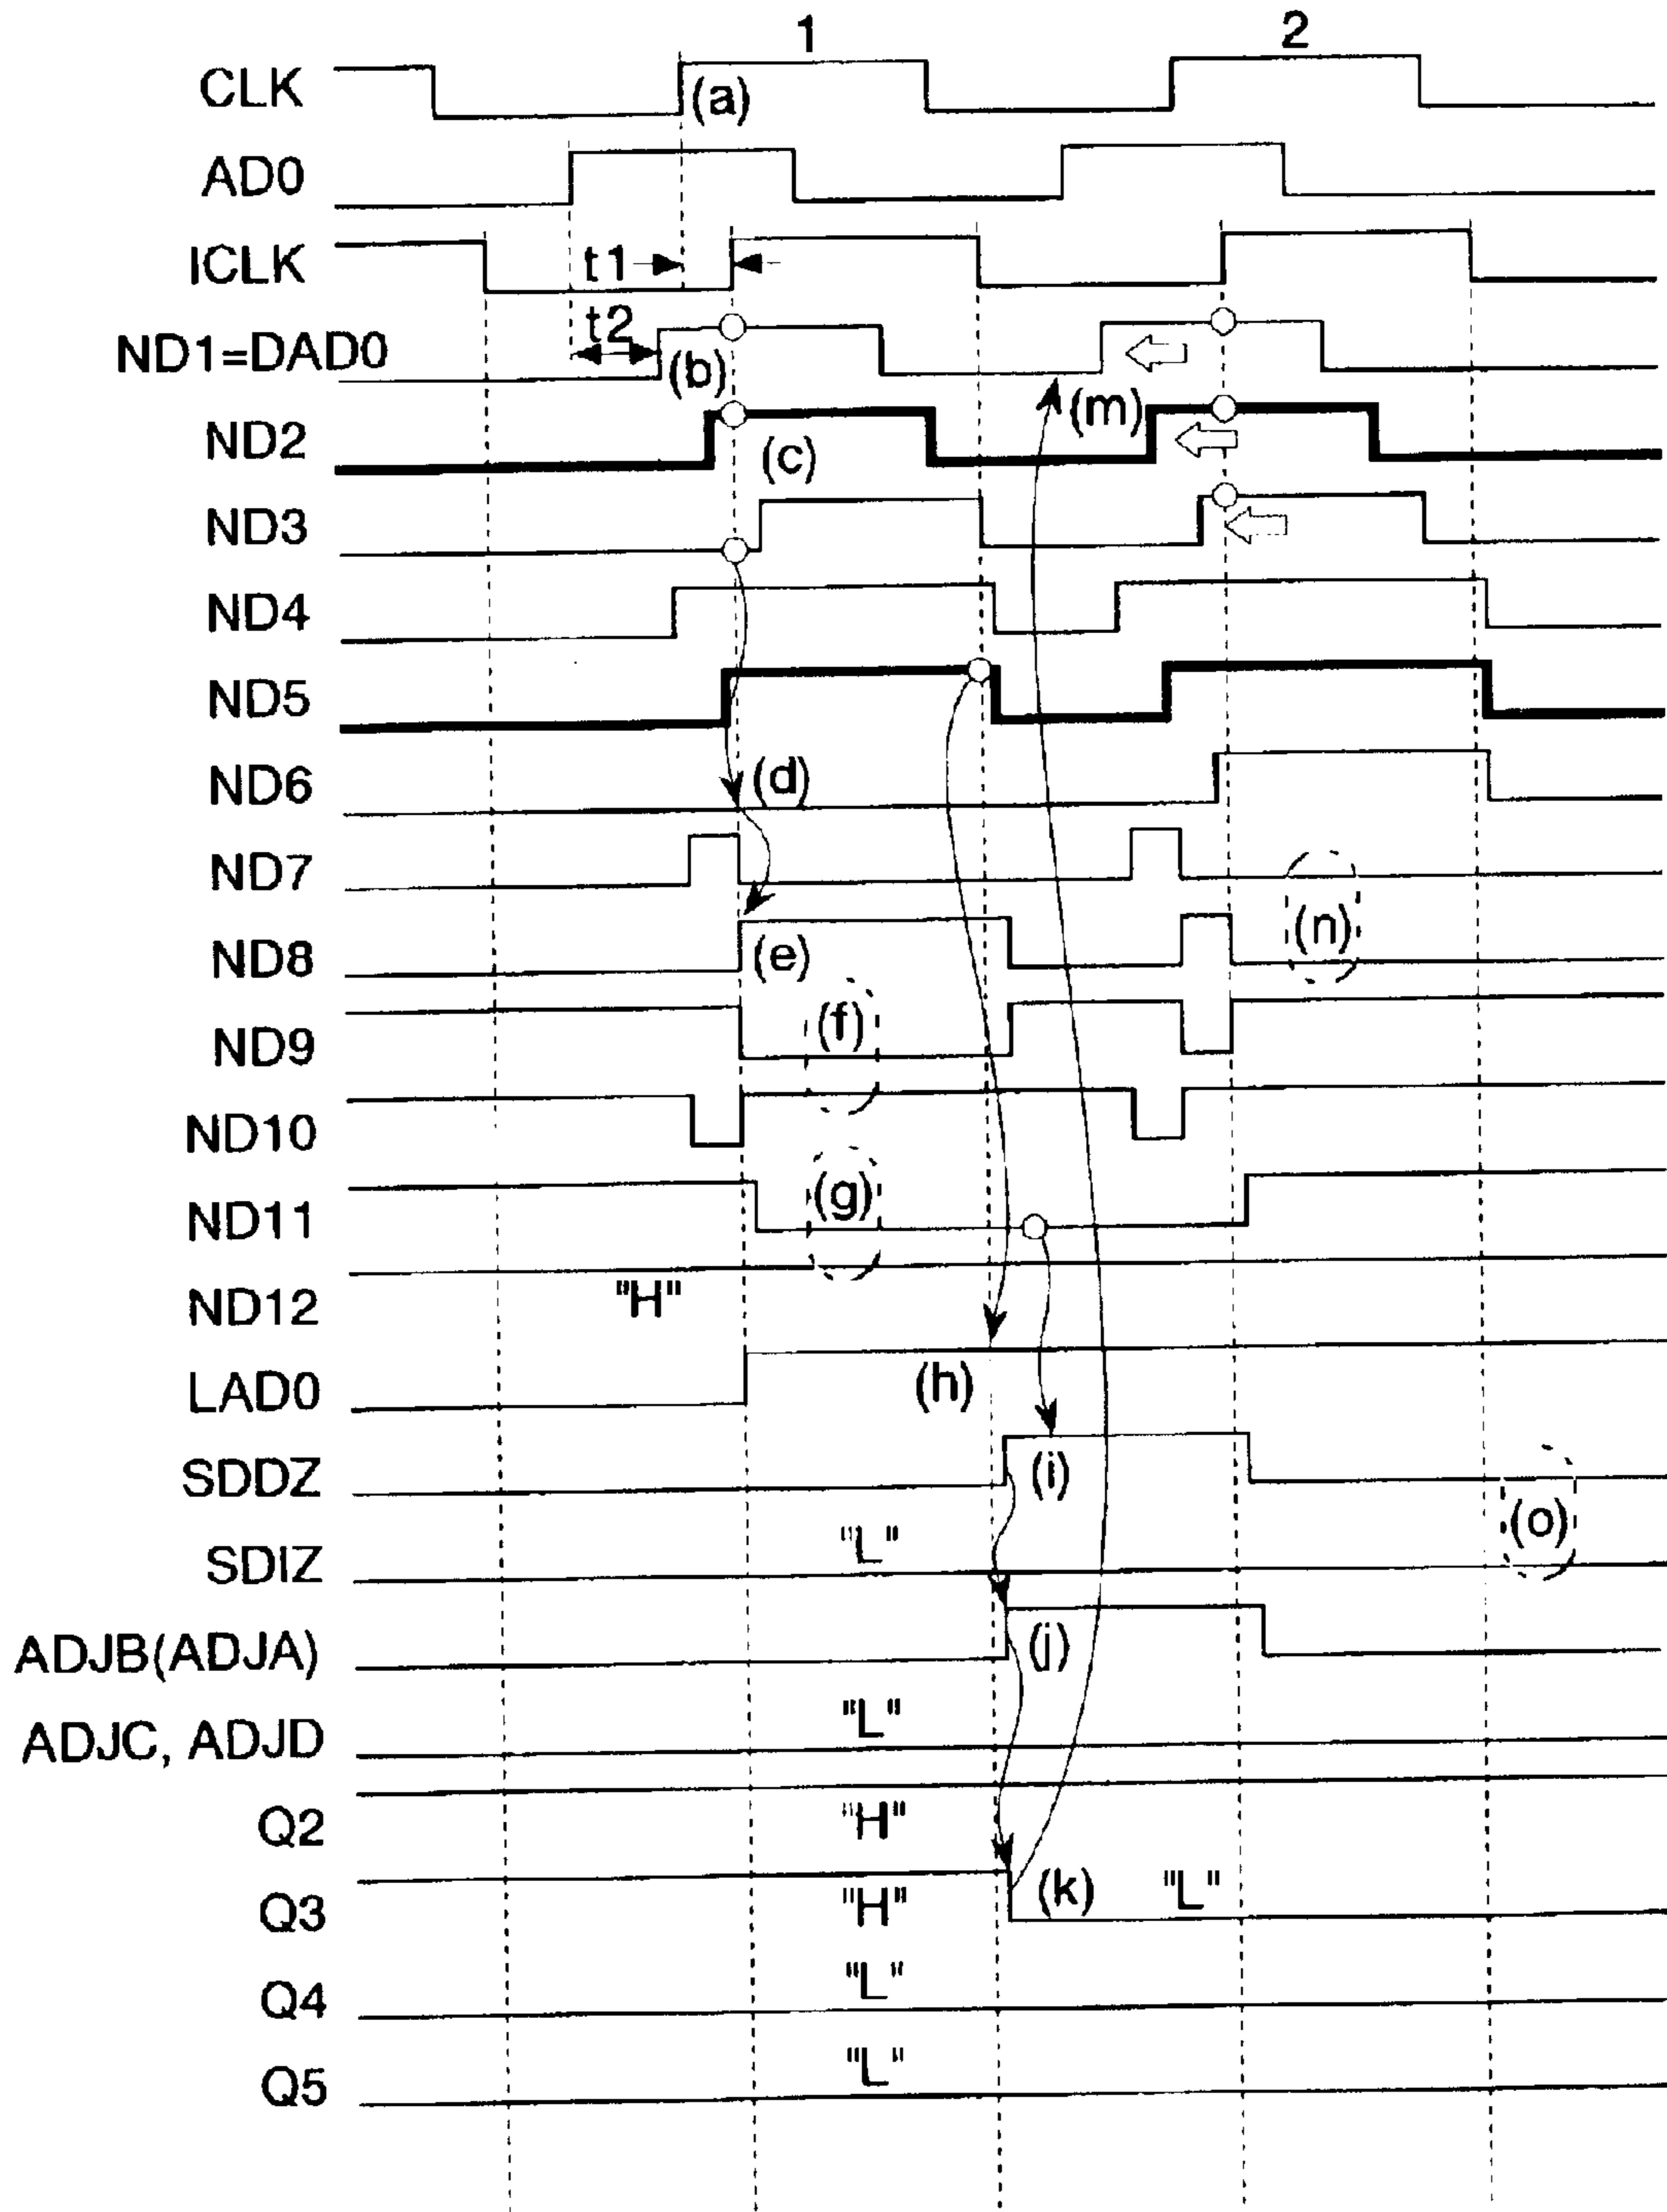 1 2
CLK (a)
AD0
ICLK t1
t2
ND1=DAD0 (b)
(m)
ND2 (c)
ND3
ND4
ND5
ND6 (d)
ND7
ND8 (e) (n)
ND9 (f)
ND10
ND11 (g)
ND12 "H"
LAD0 (h)
SDDZ (i)
SDIZ "L" (o)
ADJB(ADJA) (j)
ADJC, ADJD "L"
Q2 "H"
Q3 "H" (k) "L"
Q4 "L"
Q5 "L"